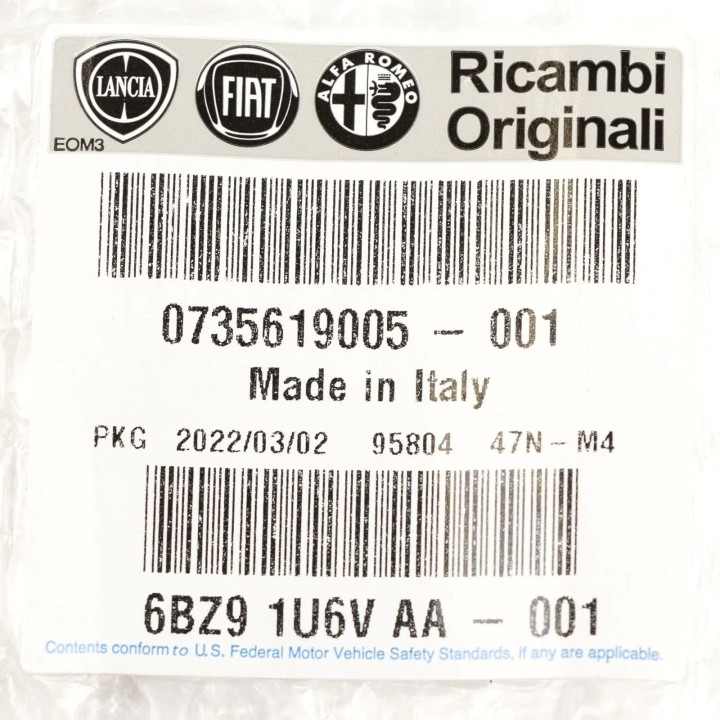 LANCIA FIAT ALFA ROMEO Ricambi
Originali
EOM3
0735619005 - 001
Made in Italy
PKG 2022/03/02 95804 47N-M4
6BZ9 1U6V AA - 001
Contents conform to U.S. Federal Motor Vehicle Safety Standards, if any are applicable.